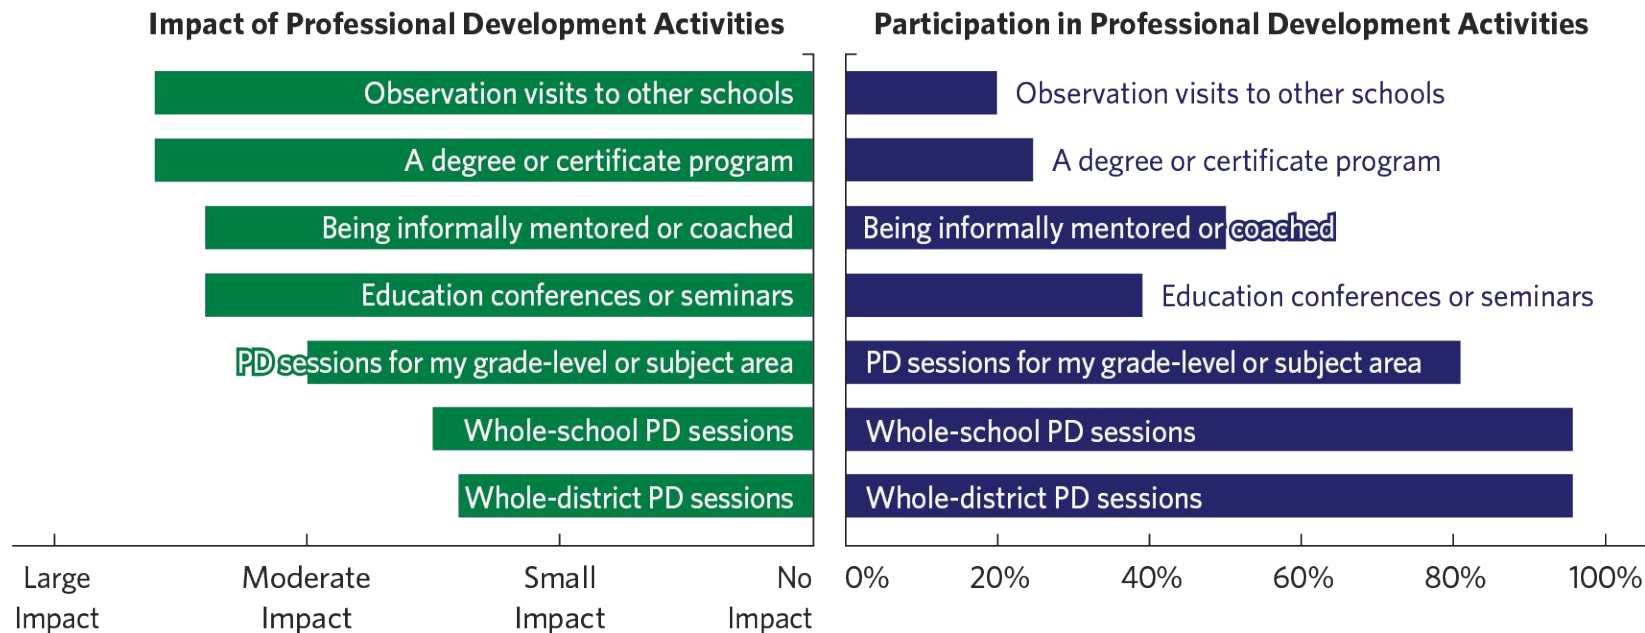 Impact of Professional Development Activities
Observation visits to other schools
A degree or certificate program
Being informally mentored or coached
Education conferences or seminars
PD sessions for my grade-level or subject area
Whole-school PD sessions
Whole-district PD sessions
Large Impact
Moderate Impact
Small Impact
No Impact
Participation in Professional Development Activities
Observation visits to other schools
A degree or certificate program
Being informally mentored or coached
Education conferences or seminars
PD sessions for my grade-level or subject area
Whole-school PD sessions
Whole-district PD sessions
0% 20% 40% 60% 80% 100%